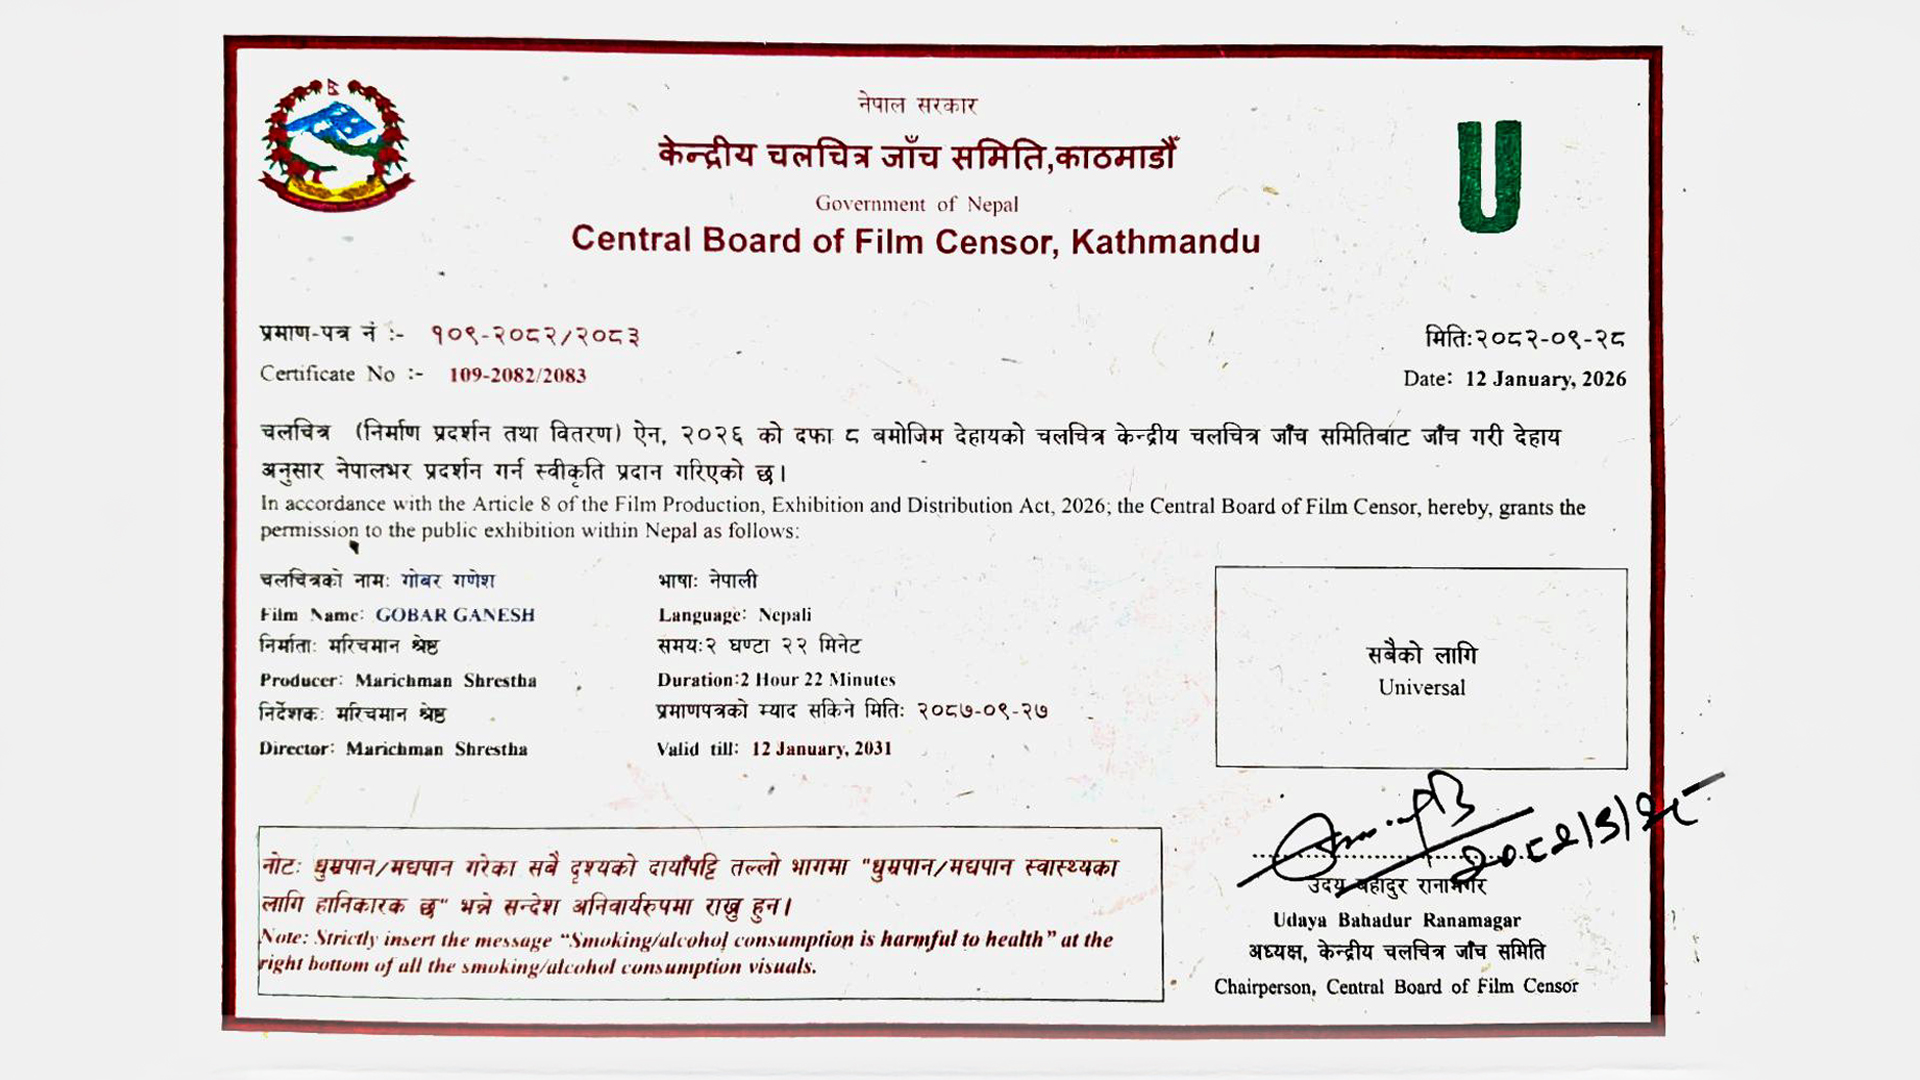 नेपाल सरकार
केन्द्रीय चलचित्र जाँच समिति,काठमाडौँ
Government of Nepal
Central Board of Film Censor, Kathmandu
U
प्रमाण-पत्र नं :- १०९-२०८२/२०८३
मितिः२०८२-०९-२८
Certificate No :- 109-2082/2083
Date: 12 January, 2026
चलचित्र (निर्माण प्रदर्शन तथा वितरण) ऐन, २०२६ को दफा ८ बमोजिम देहायको चलचित्र केन्द्रीय चलचित्र जाँच समितिबाट जाँच गरी देहाय
अनुसार नेपालभर प्रदर्शन गर्न स्वीकृति प्रदान गरिएको छ।
In accordance with the Article 8 of the Film Production, Exhibition and Distribution Act, 2026; the Central Board of Film Censor, hereby, grants the
permission to the public exhibition within Nepal as follows:
चलचित्रको नामः गोबर गणेश
Film Name: GOBAR GANESH
निर्माताः मरिचमान श्रेष्ठ
Producer: Marichman Shrestha
निर्देशकः मरिचमान श्रेष्ठ
Director: Marichman Shrestha
भाषाः नेपाली
Language: Nepali
समयः२ घण्टा २२ मिनेट
Duration:2 Hour 22 Minutes
प्रमाणपत्रको म्याद सकिने मितिः २०८७-०९-२७
Valid till: 12 January, 2031
सबैको लागि
Universal
नोटः धुम्रपान/मद्यपान गरेका सबै दृश्यको दायाँपट्टि तल्लो भागमा "धुम्रपान/मद्यपान स्वास्थ्यका
लागि हानिकारक छ" भन्ने सन्देश अनिवार्यरुपमा राख्नु हुन।
Note: Strictly insert the message “Smoking/alcohol consumption is harmful to health” at the
right bottom of all the smoking/alcohol consumption visuals.
उदय बहादुर रानामगर
Udaya Bahadur Ranamagar
अध्यक्ष, केन्द्रीय चलचित्र जाँच समिति
Chairperson, Central Board of Film Censor